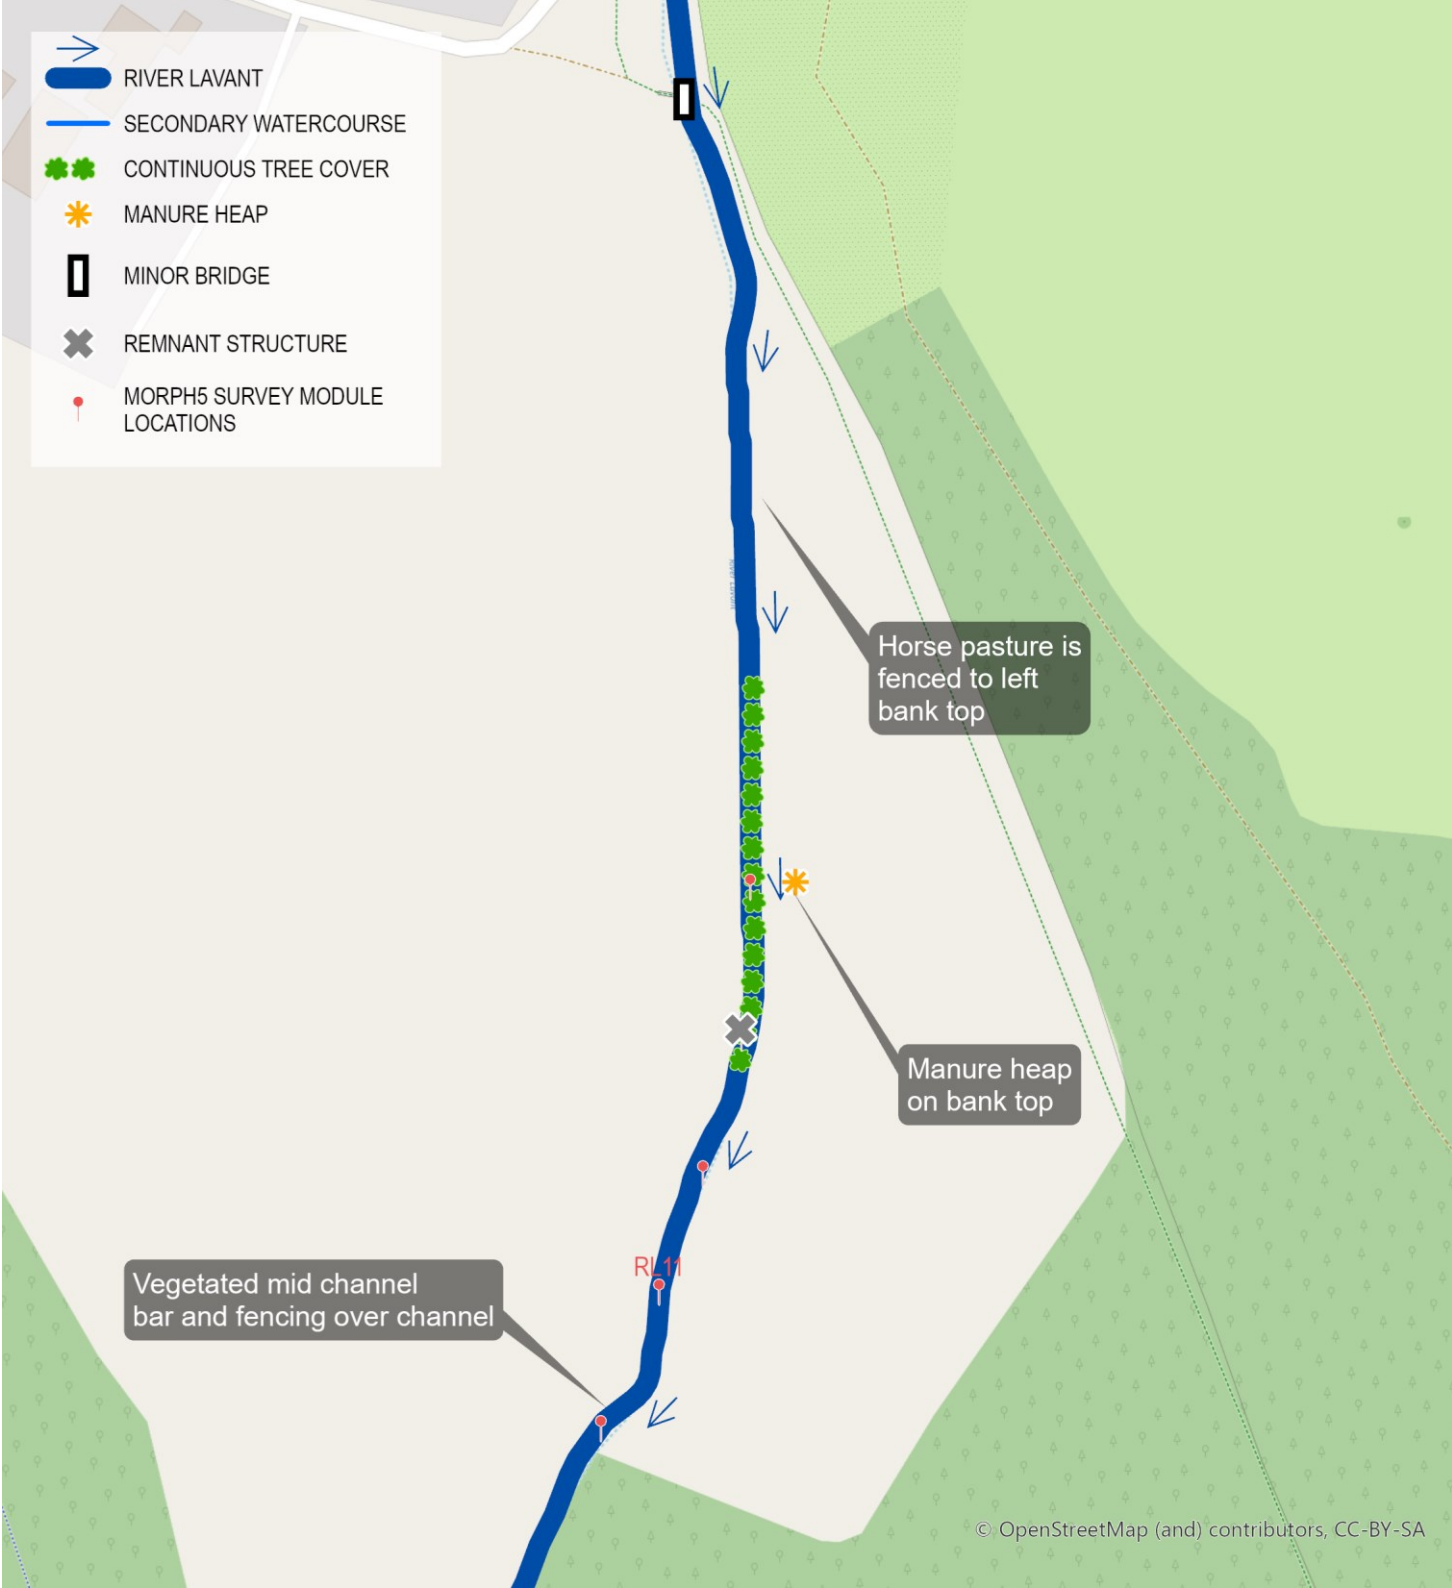 RIVER LAVANT
SECONDARY WATERCOURSE
CONTINUOUS TREE COVER
MANURE HEAP
MINOR BRIDGE
REMNANT STRUCTURE
MORPH5 SURVEY MODULE
LOCATIONS
Horse pasture is
fenced to left
bank top
Manure heap
on bank top
RL11
Vegetated mid channel
bar and fencing over channel
© OpenStreetMap (and) contributors, CC-BY-SA